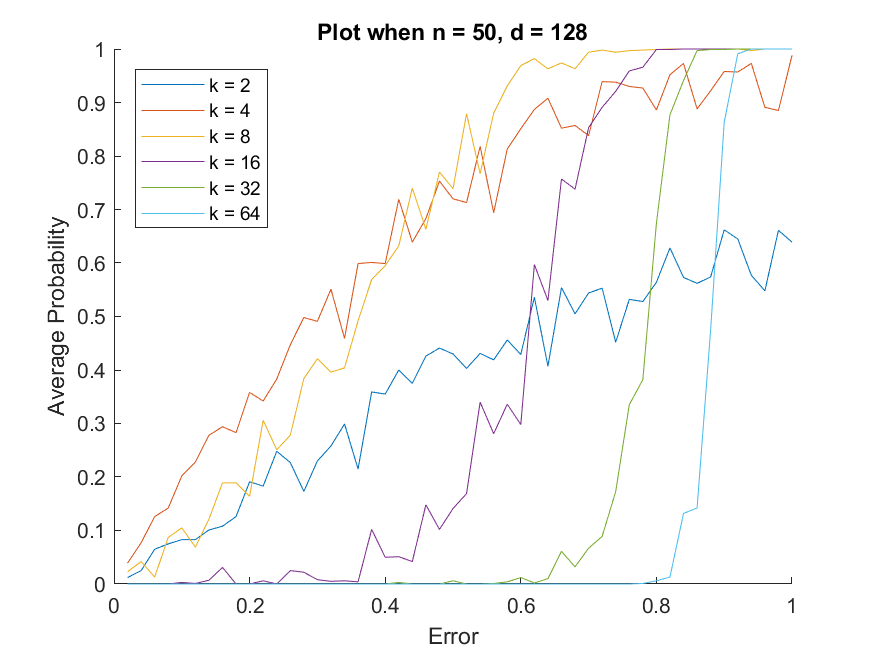 Plot when n = 50, d = 128
1
0.9
0.8
0.7
0.6
0.5
0.4
0.3
0.2
0.1
0
k = 2
k = 4
k = 8
k = 16
k = 32
k = 64
Average Probability
0 0.2 0.4 0.6 0.8 1
Error